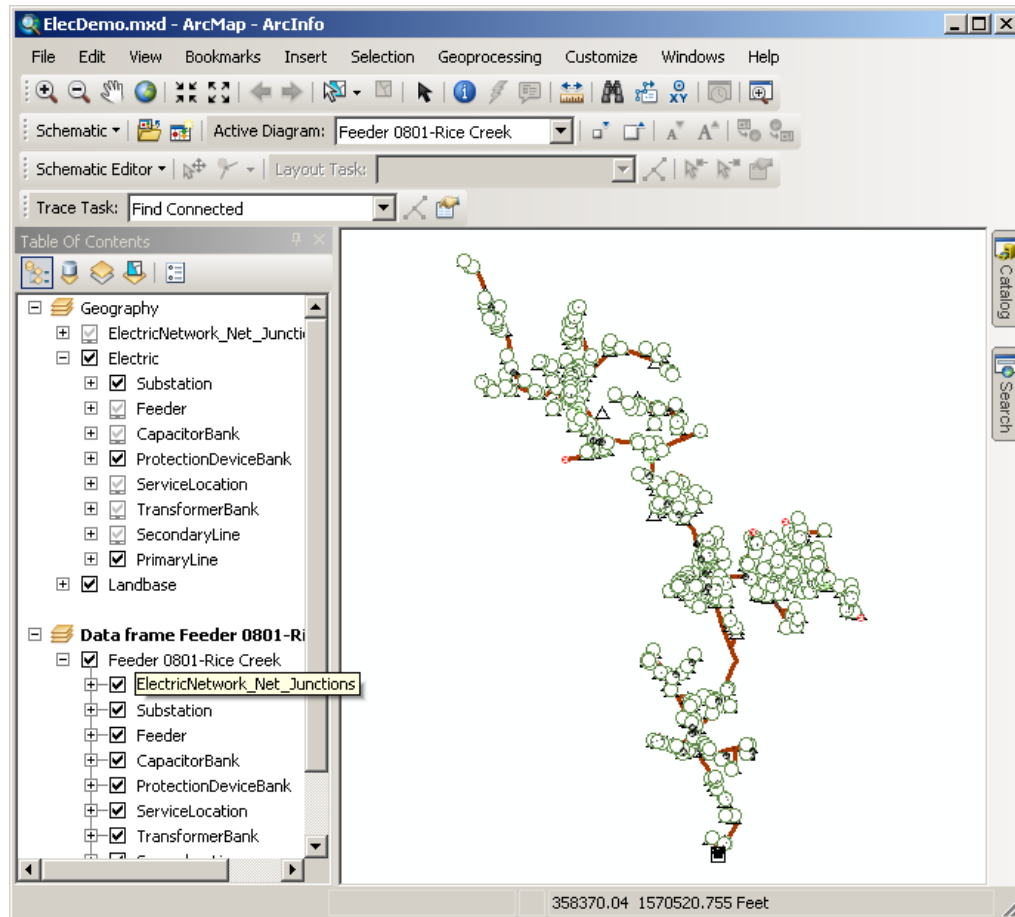 ElecDemo.mxd - ArcMap - ArcInfo
File Edit View Bookmarks Insert Selection Geoprocessing Customize Windows Help
XY
Schematic Active Diagram: Feeder 0801-Rice Creek A A
Schematic Editor Layout Task:
Trace Task: Find Connected
Table Of Contents
Catalog
Search
Geography
ElectricNetwork_Net_Juncti
Electric
Substation
Feeder
CapacitorBank
ProtectionDeviceBank
ServiceLocation
TransformerBank
SecondaryLine
PrimaryLine
Landbase
Data frame Feeder 0801-Ri
Feeder 0801-Rice Creek
ElectricNetwork_Net_Junctions
Substation
Feeder
CapacitorBank
ProtectionDeviceBank
ServiceLocation
TransformerBank
358370.04 1570520.755 Feet